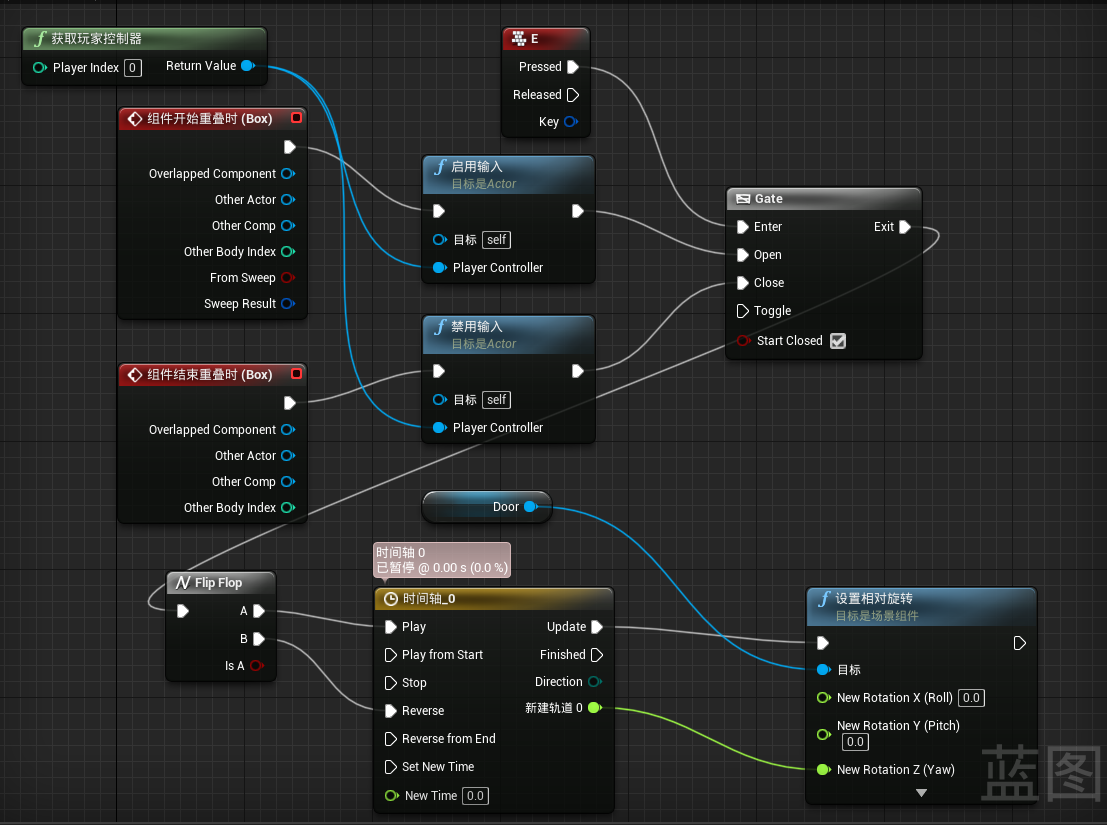 获取玩家控制器
Player Index 0
Return Value
E
Pressed
Released
Key
组件开始重叠时 (Box)
Overlapped Component
Other Actor
Other Comp
Other Body Index
From Sweep
Sweep Result
启用输入
目标是Actor
目标 self
Player Controller
Gate
Enter
Exit
Open
Close
Toggle
Start Closed
禁用输入
目标是Actor
目标 self
Player Controller
组件结束重叠时 (Box)
Overlapped Component
Other Actor
Other Comp
Other Body Index
Door
Flip Flop
A
B
Is A
时间轴 0
已暂停 @ 0.00 s (0.0 %)
时间轴_0
Play
Update
Play from Start
Finished
Stop
Direction
Reverse
新建轨道 0
Reverse from End
Set New Time
New Time 0.0
设置相对旋转
目标是场景组件
目标
New Rotation X (Roll) 0.0
New Rotation Y (Pitch)
0.0
New Rotation Z (Yaw)
蓝图